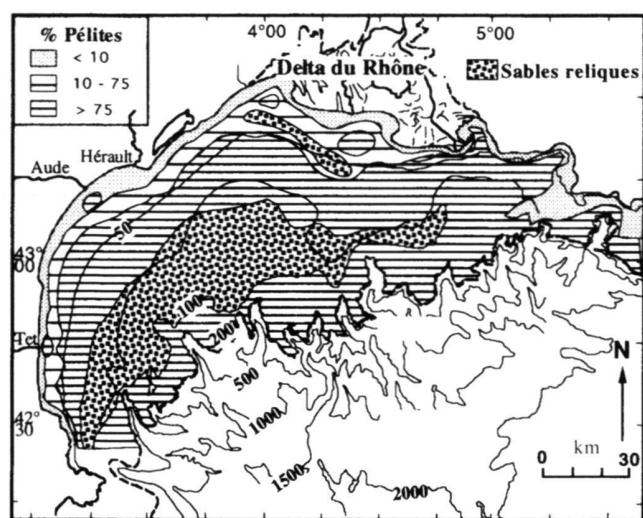 4°00 5°00
% Pélites
< 10
10 - 75
> 75
Delta du Rhône
Sables reliques
Hérault
Aude
50
43°
00
100
200
Tet
500
42°
30
1000
1500
2000
N
0 km 30